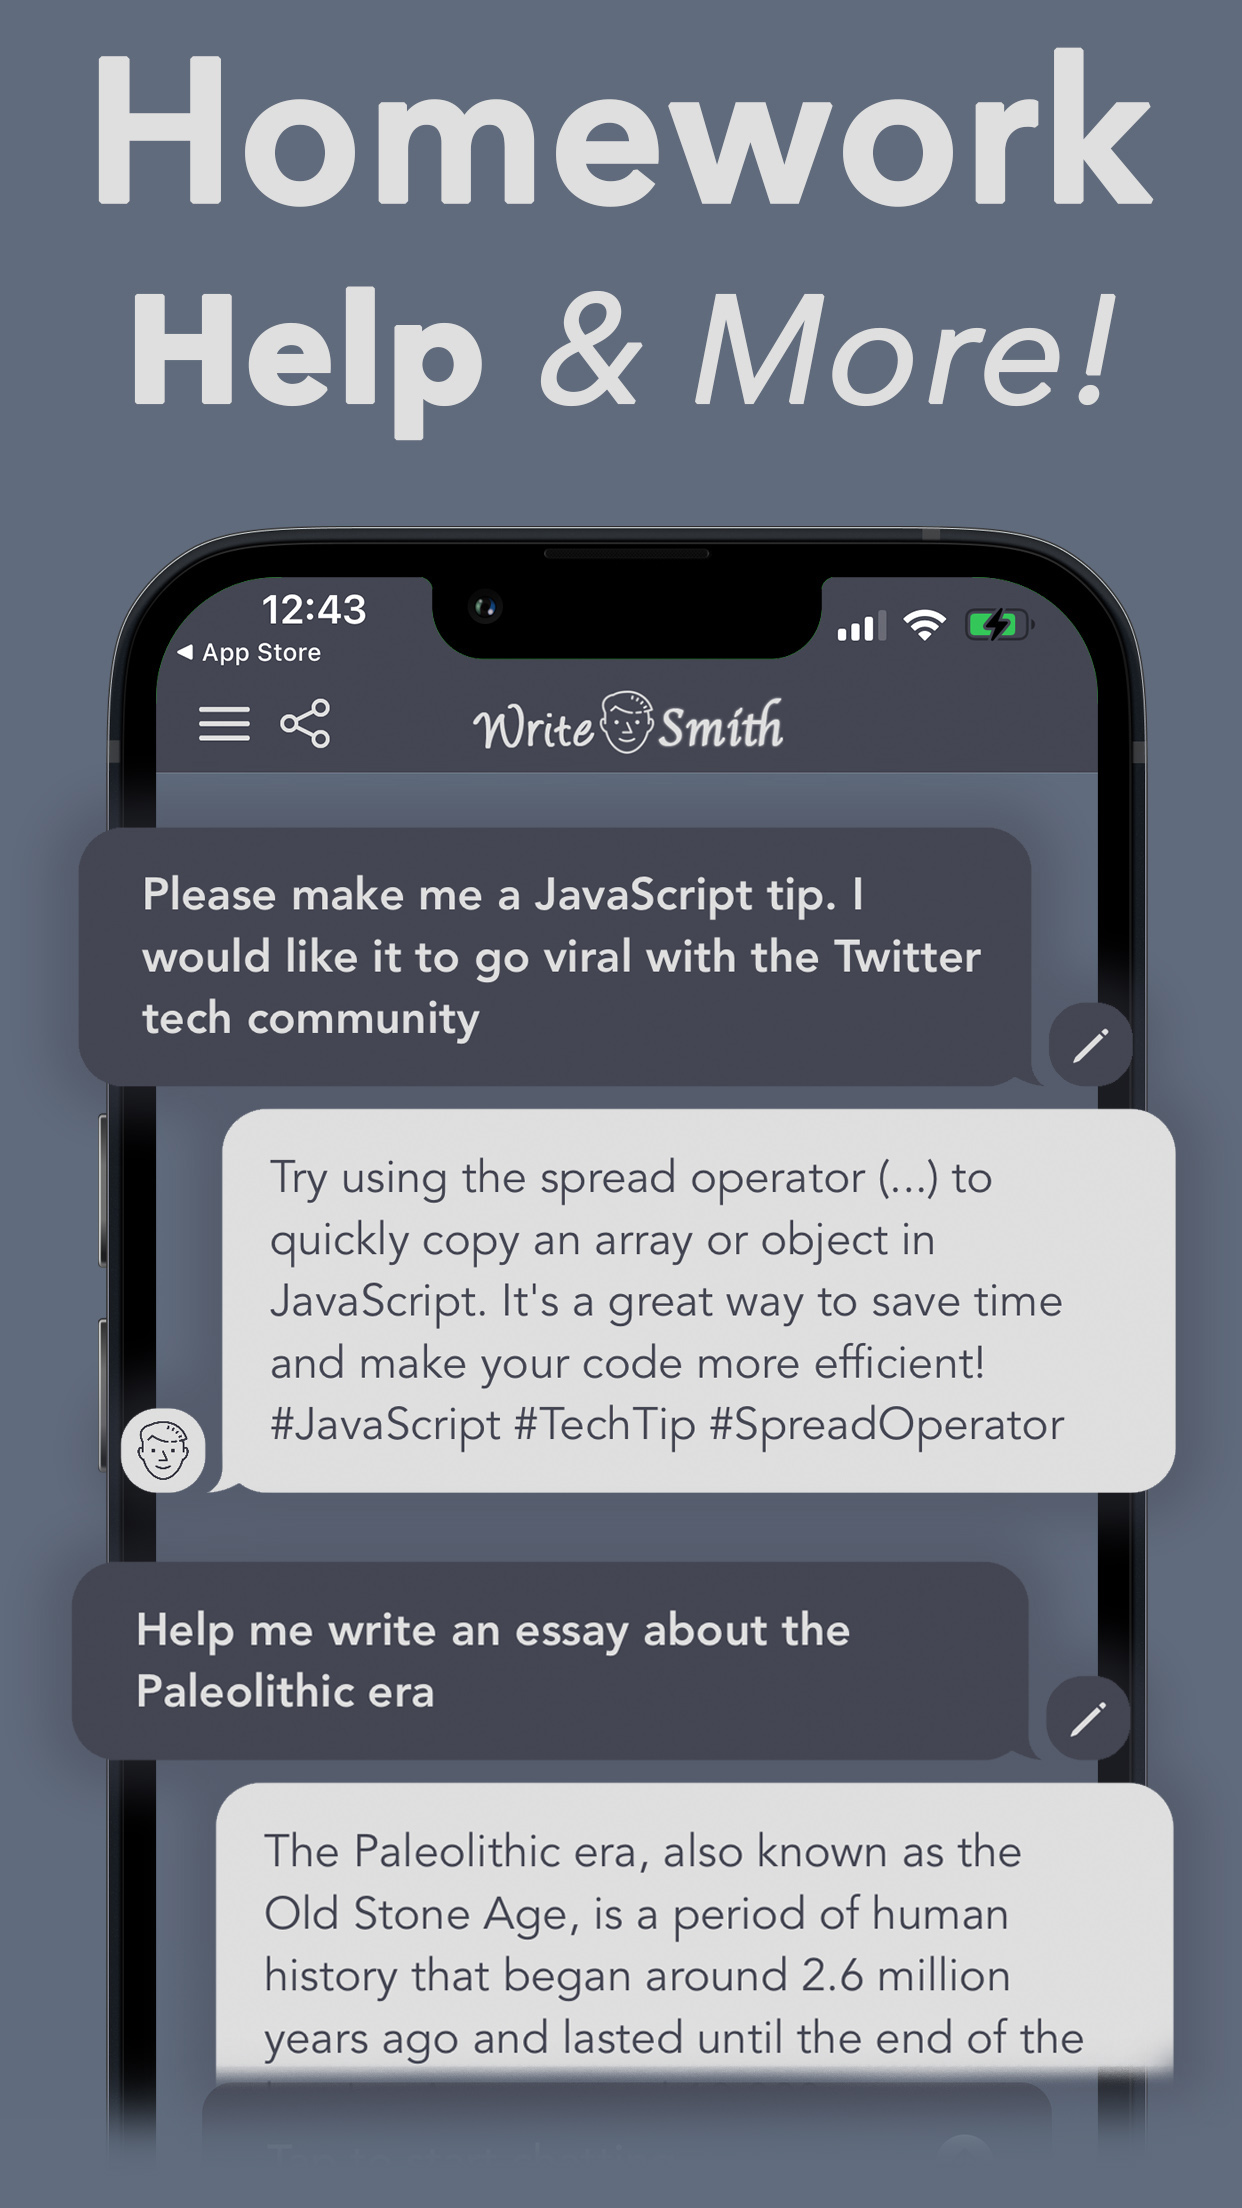 Homework
Help & More!
12:43
◀ App Store
Write Smith
Please make me a JavaScript tip. I
would like it to go viral with the Twitter
tech community
Try using the spread operator (...) to
quickly copy an array or object in
JavaScript. It's a great way to save time
and make your code more efficient!
#JavaScript #TechTip #SpreadOperator
Help me write an essay about the
Paleolithic era
The Paleolithic era, also known as the
Old Stone Age, is a period of human
history that began around 2.6 million
years ago and lasted until the end of the